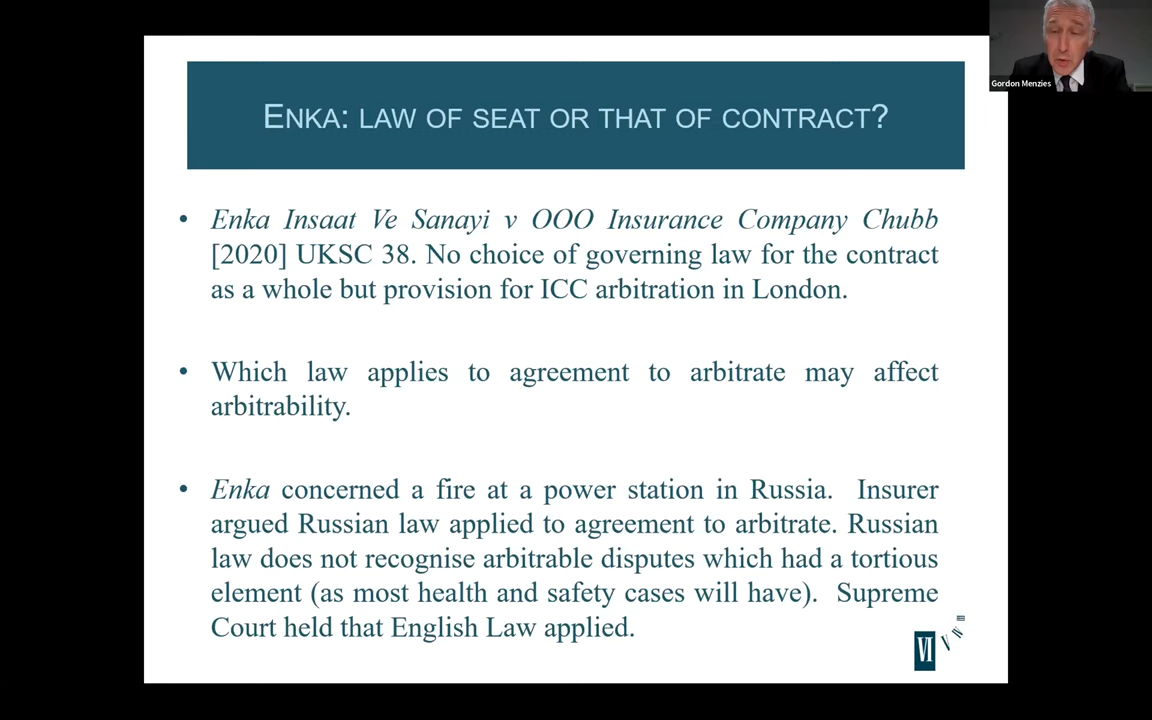 Gordon Menzies
ENKA: LAW OF SEAT OR THAT OF CONTRACT?
• Enka Insaat Ve Sanayi v OOO Insurance Company Chubb
[2020] UKSC 38. No choice of governing law for the contract
as a whole but provision for ICC arbitration in London.
• Which law applies to agreement to arbitrate may affect
arbitrability.
• Enka concerned a fire at a power station in Russia. Insurer
argued Russian law applied to agreement to arbitrate. Russian
law does not recognise arbitrable disputes which had a tortious
element (as most health and safety cases will have). Supreme
Court held that English Law applied.
VI